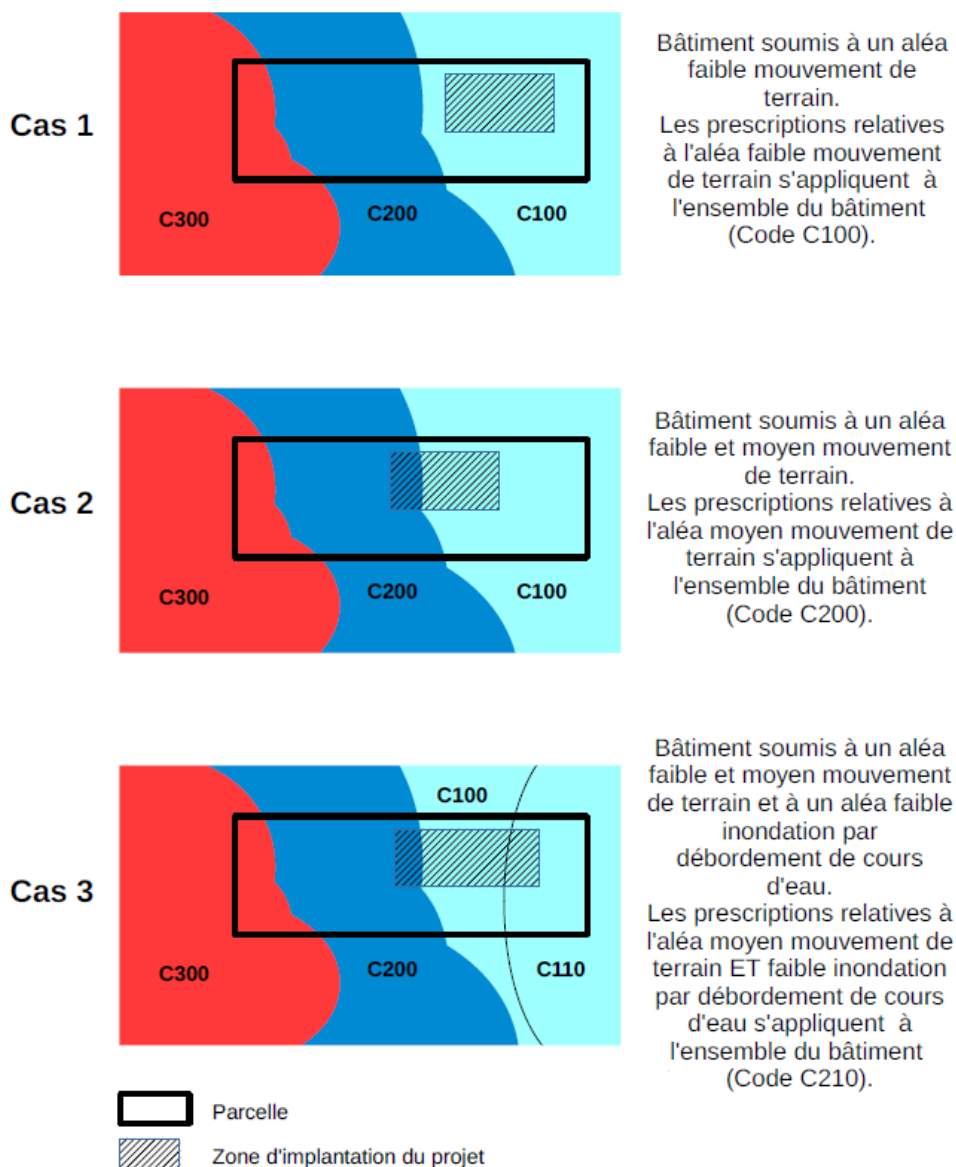 Cas 1
C300
C200
C100
Bâtiment soumis à un aléa
faible mouvement de
terrain.
Les prescriptions relatives
à l'aléa faible mouvement
de terrain s'appliquent à
l'ensemble du bâtiment
(Code C100).
Cas 2
C300
C200
C100
Bâtiment soumis à un aléa
faible et moyen mouvement
de terrain.
Les prescriptions relatives à
l'aléa moyen mouvement de
terrain s'appliquent à
l'ensemble du bâtiment
(Code C200).
Cas 3
C100
C300
C200
C110
Bâtiment soumis à un aléa
faible et moyen mouvement
de terrain et à un aléa faible
inondation par
débordement de cours
d'eau.
Les prescriptions relatives à
l'aléa moyen mouvement de
terrain ET faible inondation
par débordement de cours
d'eau s'appliquent à
l'ensemble du bâtiment
(Code C210).
Parcelle
Zone d'implantation du projet